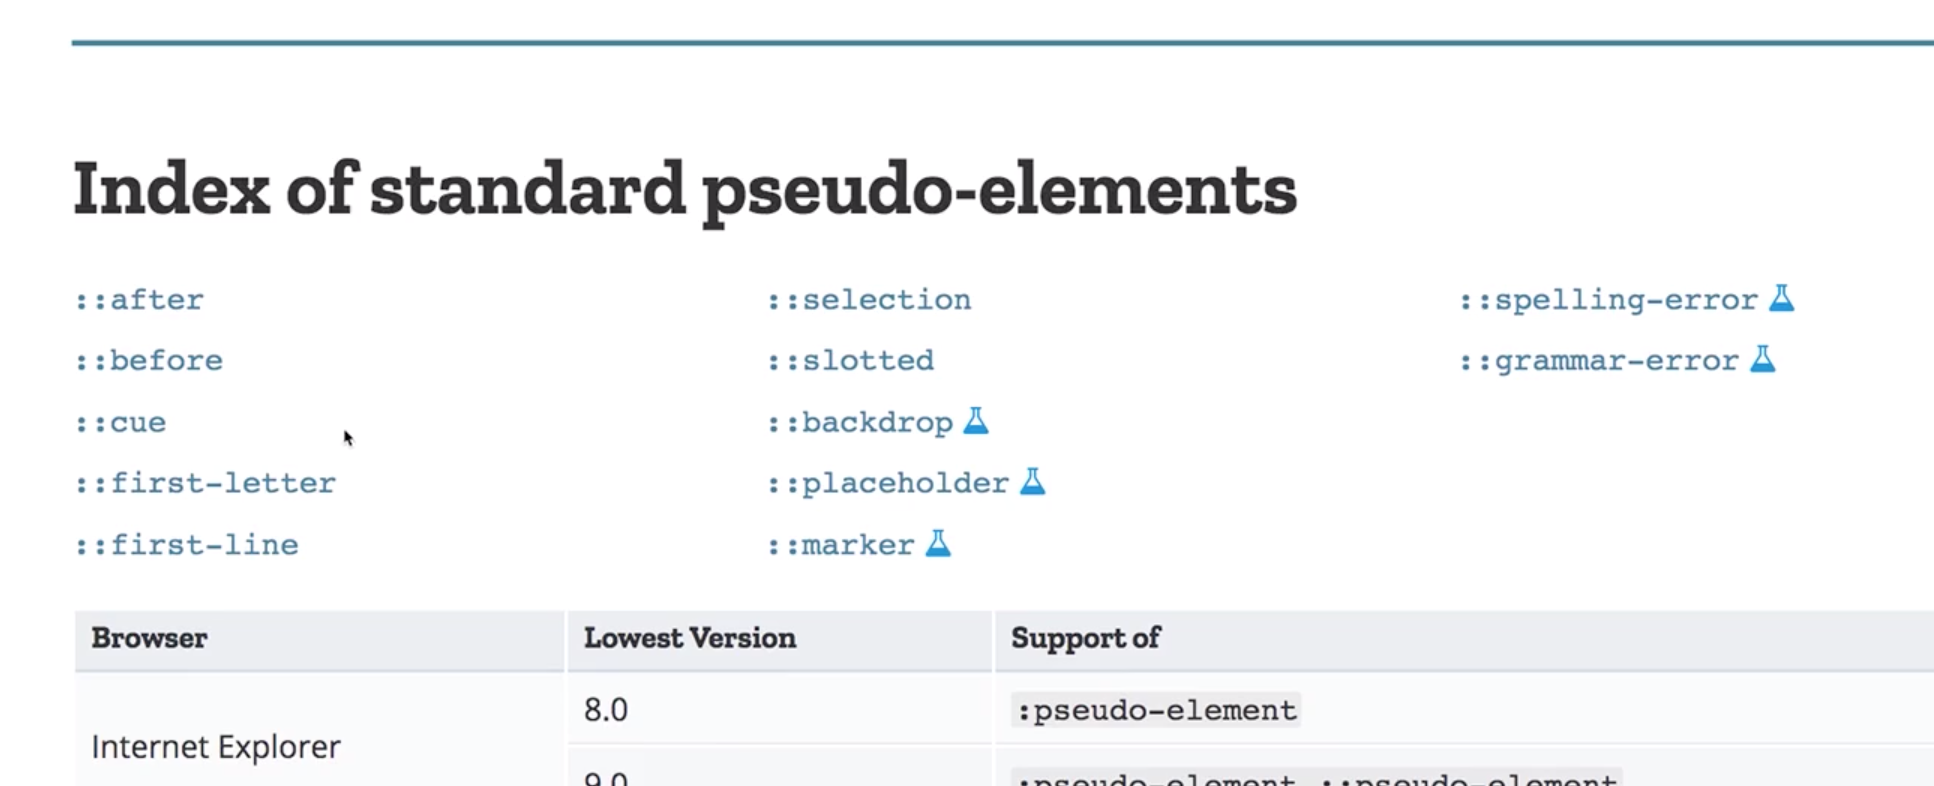 Index of standard pseudo-elements
::after
::before
::cue
::first-letter
::first-line
::selection
::slotted
::backdrop
::placeholder
::marker
::spelling-error
::grammar-error
Browser Lowest Version Support of
Internet Explorer
8.0 :pseudo-element
9.0 :pseudo-element ::pseudo-element